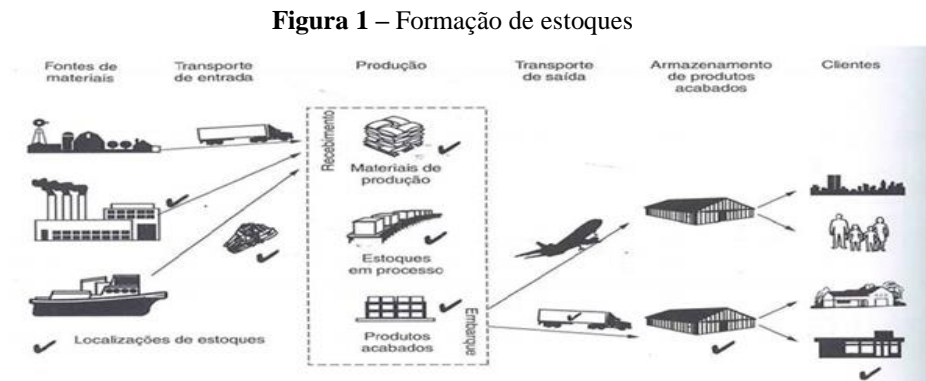 Figura 1 – Formação de estoques
Fontes de
materiais
Transporte
de entrada
Produção
Transporte
de saída
Armazenamento
de produtos
acabados
Clientes
Recebimento
Materiais de
produção
Estoques
em processo
Produtos
acabados
Embarque
Localizações de estoques